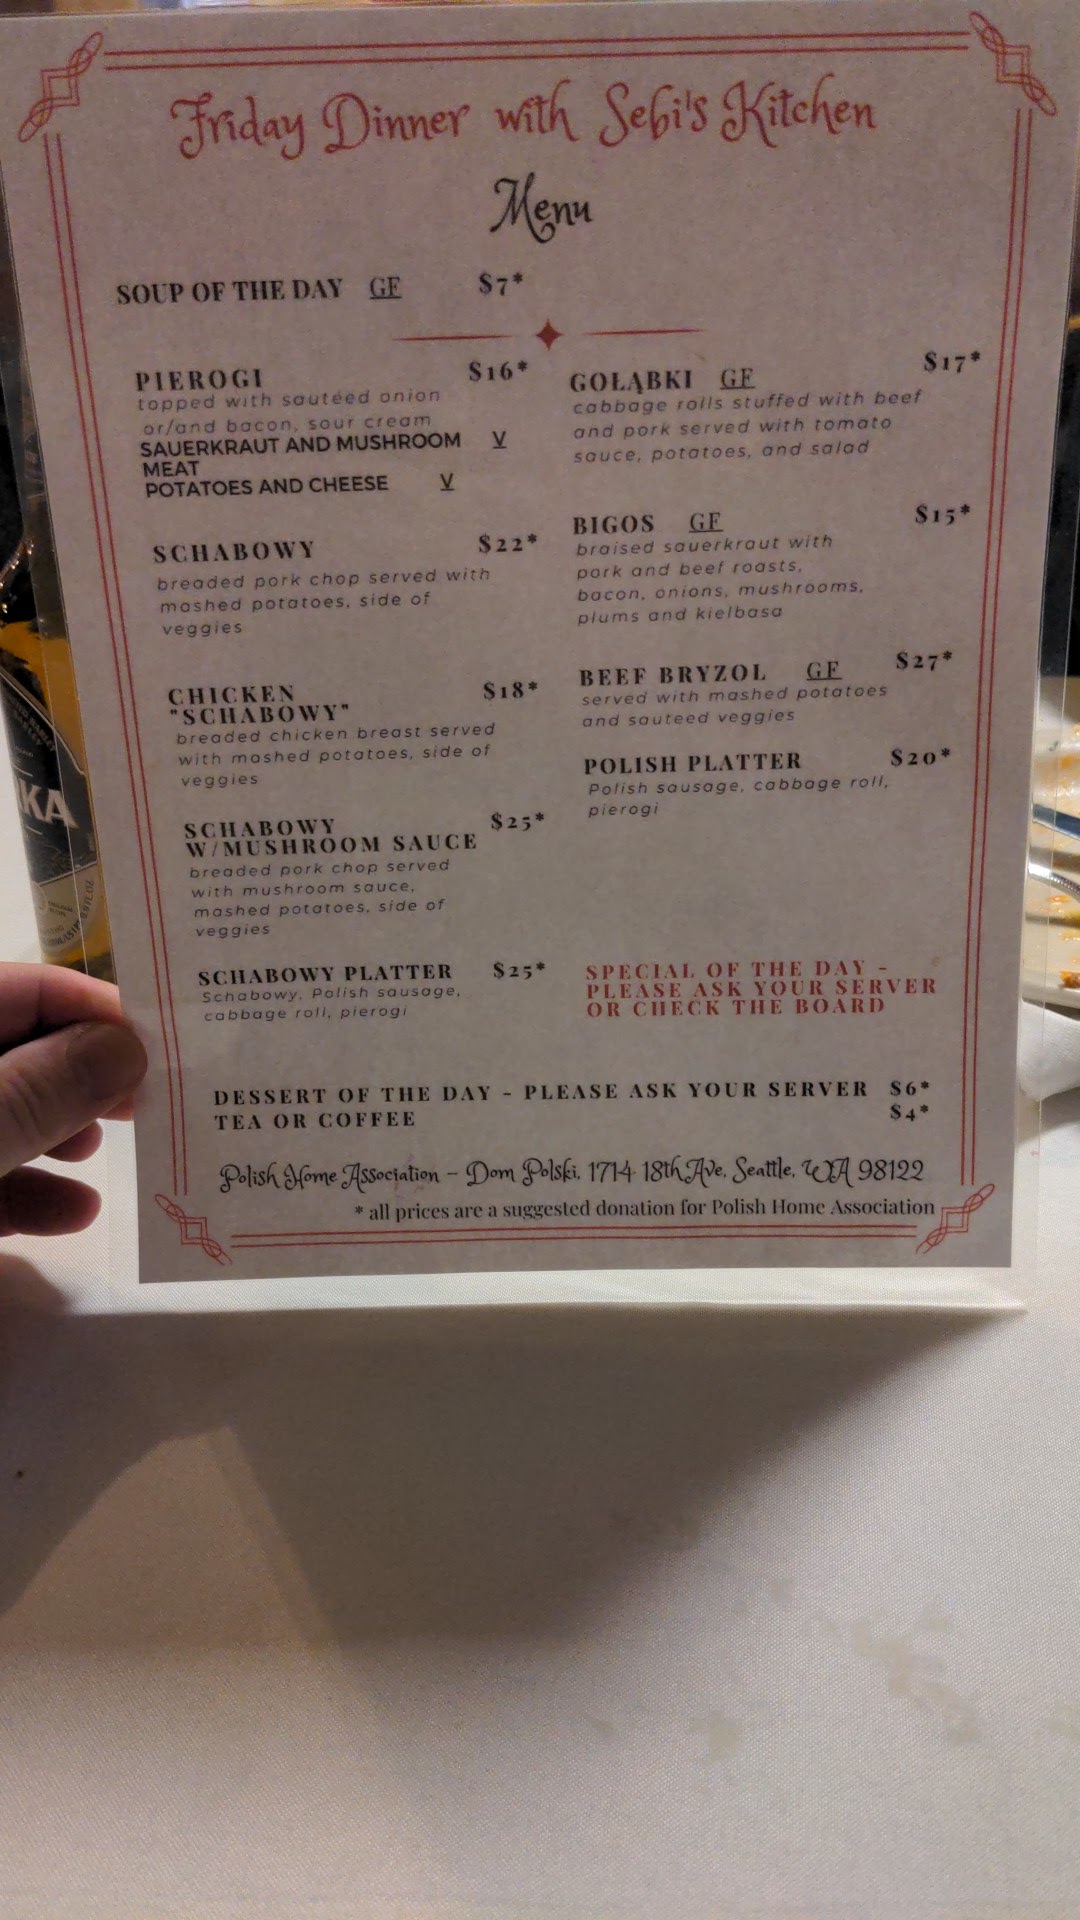 Friday Dinner with Sebi's Kitchen
Menu
SOUP OF THE DAY GF $7*
PIEROGI $16*
topped with sautéed onion
or/and bacon, sour cream
SAUERKRAUT AND MUSHROOM V
MEAT
POTATOES AND CHEESE V
SCHABOWY $22*
breaded pork chop served with
mashed potatoes, side of
veggies
CHICKEN $18*
"SCHABOWY"
breaded chicken breast served
with mashed potatoes, side of
veggies
SCHABOWY $25*
W/MUSHROOM SAUCE
breaded pork chop served
with mushroom sauce,
mashed potatoes, side of
veggies
SCHABOWY PLATTER $25*
Schabowy, Polish sausage,
cabbage roll, pierogi
GOŁĄBKI GF $17*
cabbage rolls stuffed with beef
and pork served with tomato
sauce, potatoes, and salad
BIGOS GF $15*
braised sauerkraut with
pork and beef roasts,
bacon, onions, mushrooms,
plums and kielbasa
BEEF BRYZOL GF $27*
served with mashed potatoes
and sauteed veggies
POLISH PLATTER $20*
Polish sausage, cabbage roll,
pierogi
SPECIAL OF THE DAY -
PLEASE ASK YOUR SERVER
OR CHECK THE BOARD
DESSERT OF THE DAY - PLEASE ASK YOUR SERVER $6*
TEA OR COFFEE $4*
Polish Home Association - Dom Polski, 1714 18th Ave, Seattle, WA 98122
* all prices are a suggested donation for Polish Home Association
KA